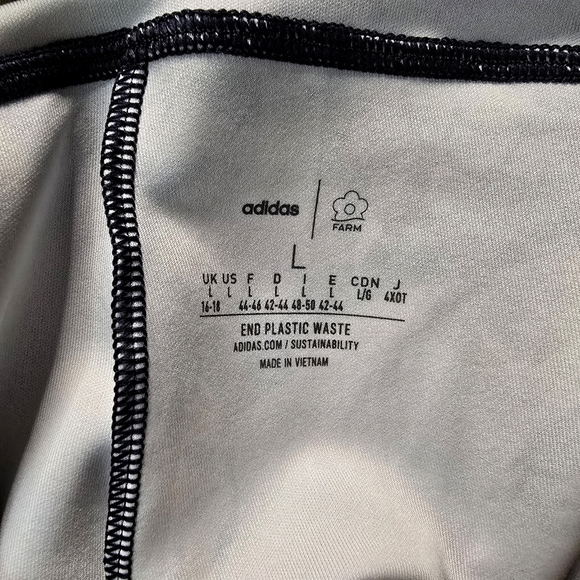 adidas
FARM
L
UK US F D I E CDN J
L L L L L L L/G 4XOT
16-18 44-46 42-44 48-50 42-44
END PLASTIC WASTE
ADIDAS.COM / SUSTAINABILITY
MADE IN VIETNAM